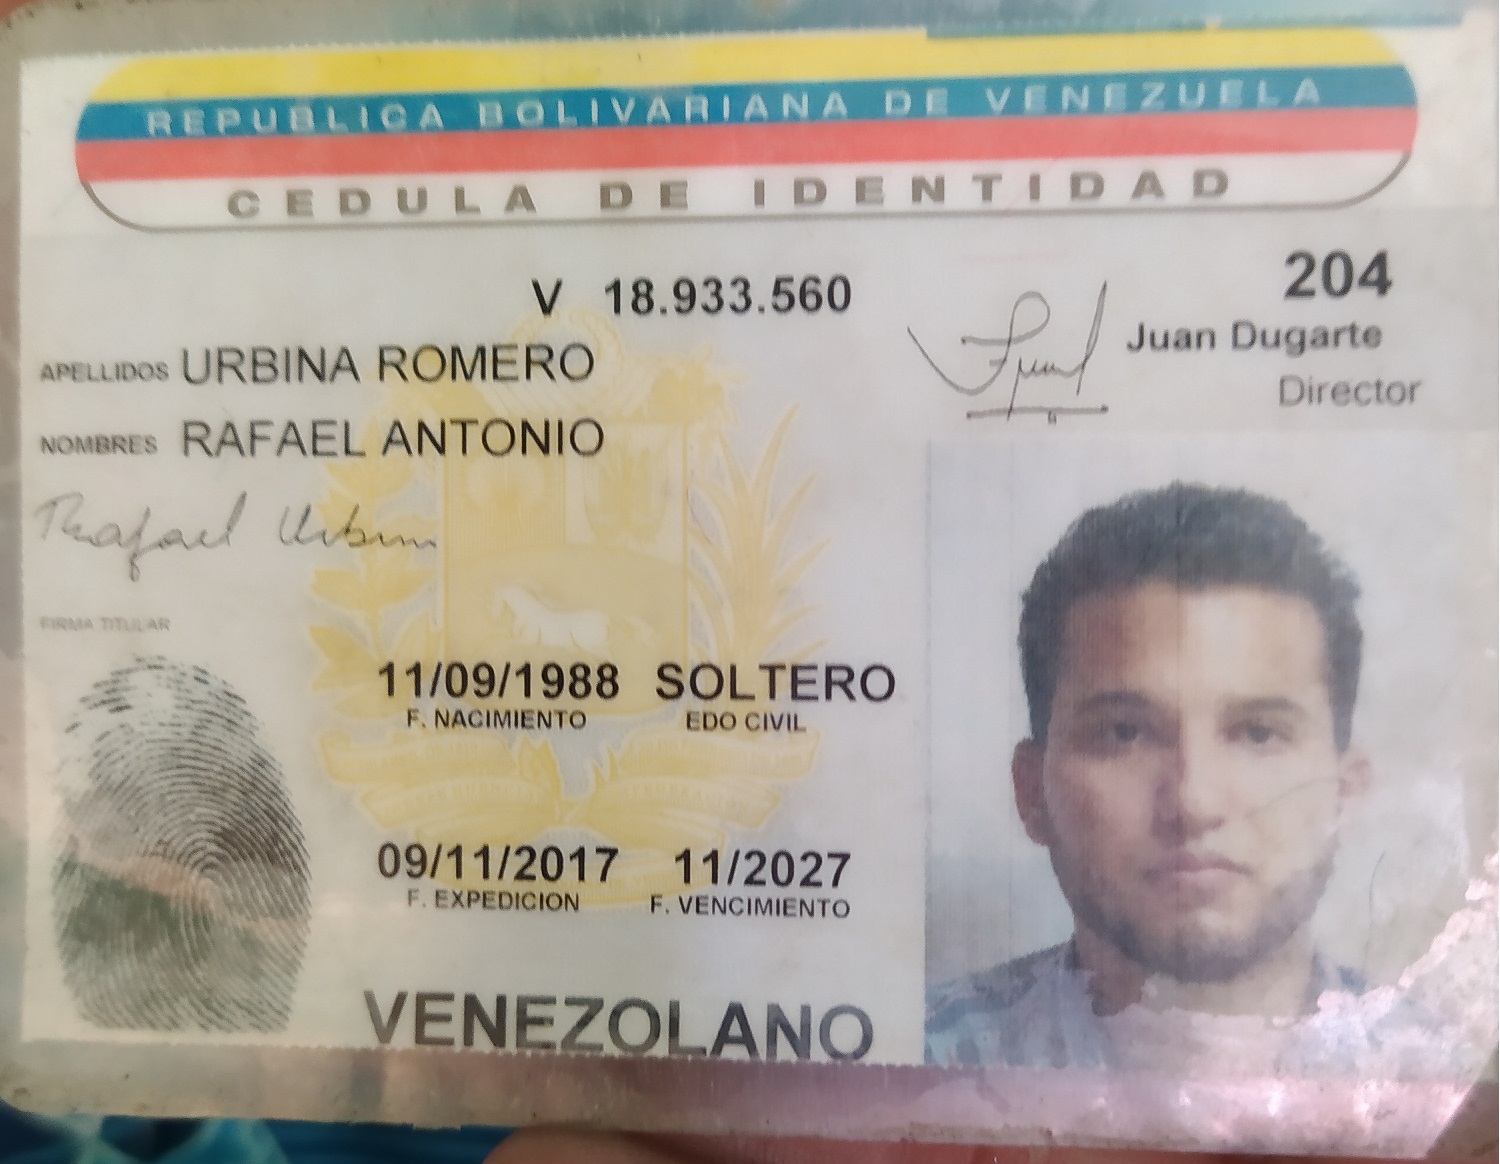 REPUBLICA BOLIVARIANA DE VENEZUELA
CEDULA DE IDENTIDAD
V 18.933.560
204
APELLIDOS URBINA ROMERO
Juan Dugarte
Director
NOMBRES RAFAEL ANTONIO
Rafael Urbina
FIRMA TITULAR
11/09/1988 SOLTERO
F. NACIMIENTO EDO CIVIL
09/11/2017 11/2027
F. EXPEDICION F. VENCIMIENTO
VENEZOLANO